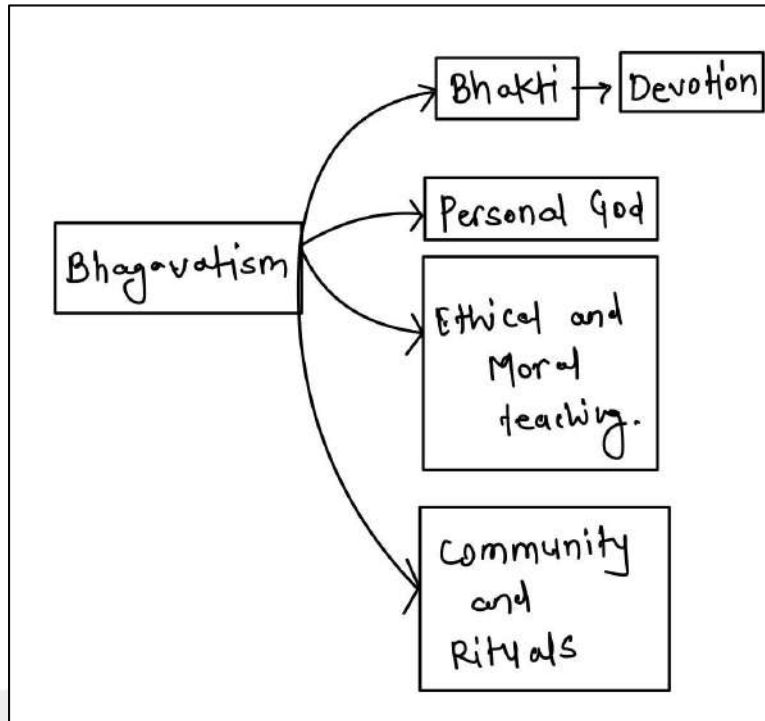 Bhakti
Devotion
Personal God
Bhagavatism
Ethical and
Moral
teaching.
Community
and
Rituals